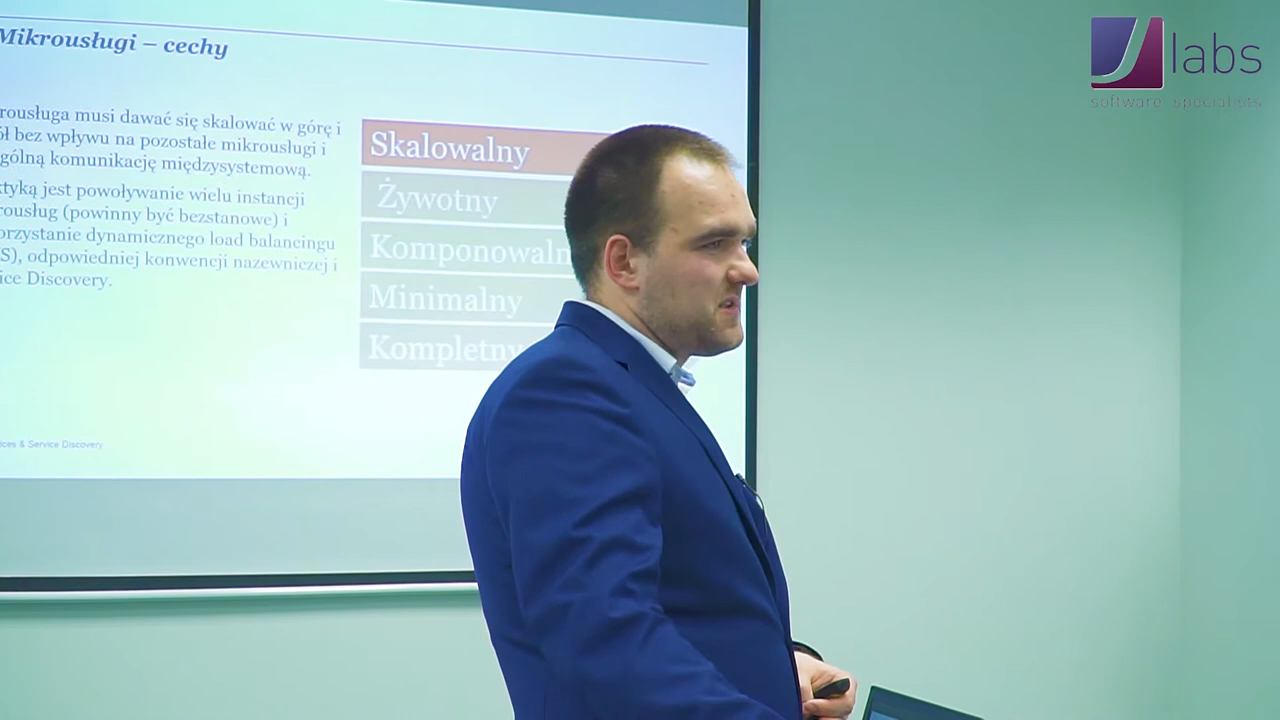 Mikrousługi – cechy
rousługa musi dawać się skalować w górę i
ół bez wpływu na pozostałe mikrousługi i
gólną komunikację międzysystemową.
ktyką jest powoływanie wielu instancji
rousług (powinny być bezstanowe) i
orzystanie dynamicznego load balancingu
S), odpowiedniej konwencji nazewniczej i
ice Discovery.
Skalowalny
Żywotny
Komponowaln
Minimalny
Kompletny
ices & Service Discovery
labs
software specialists